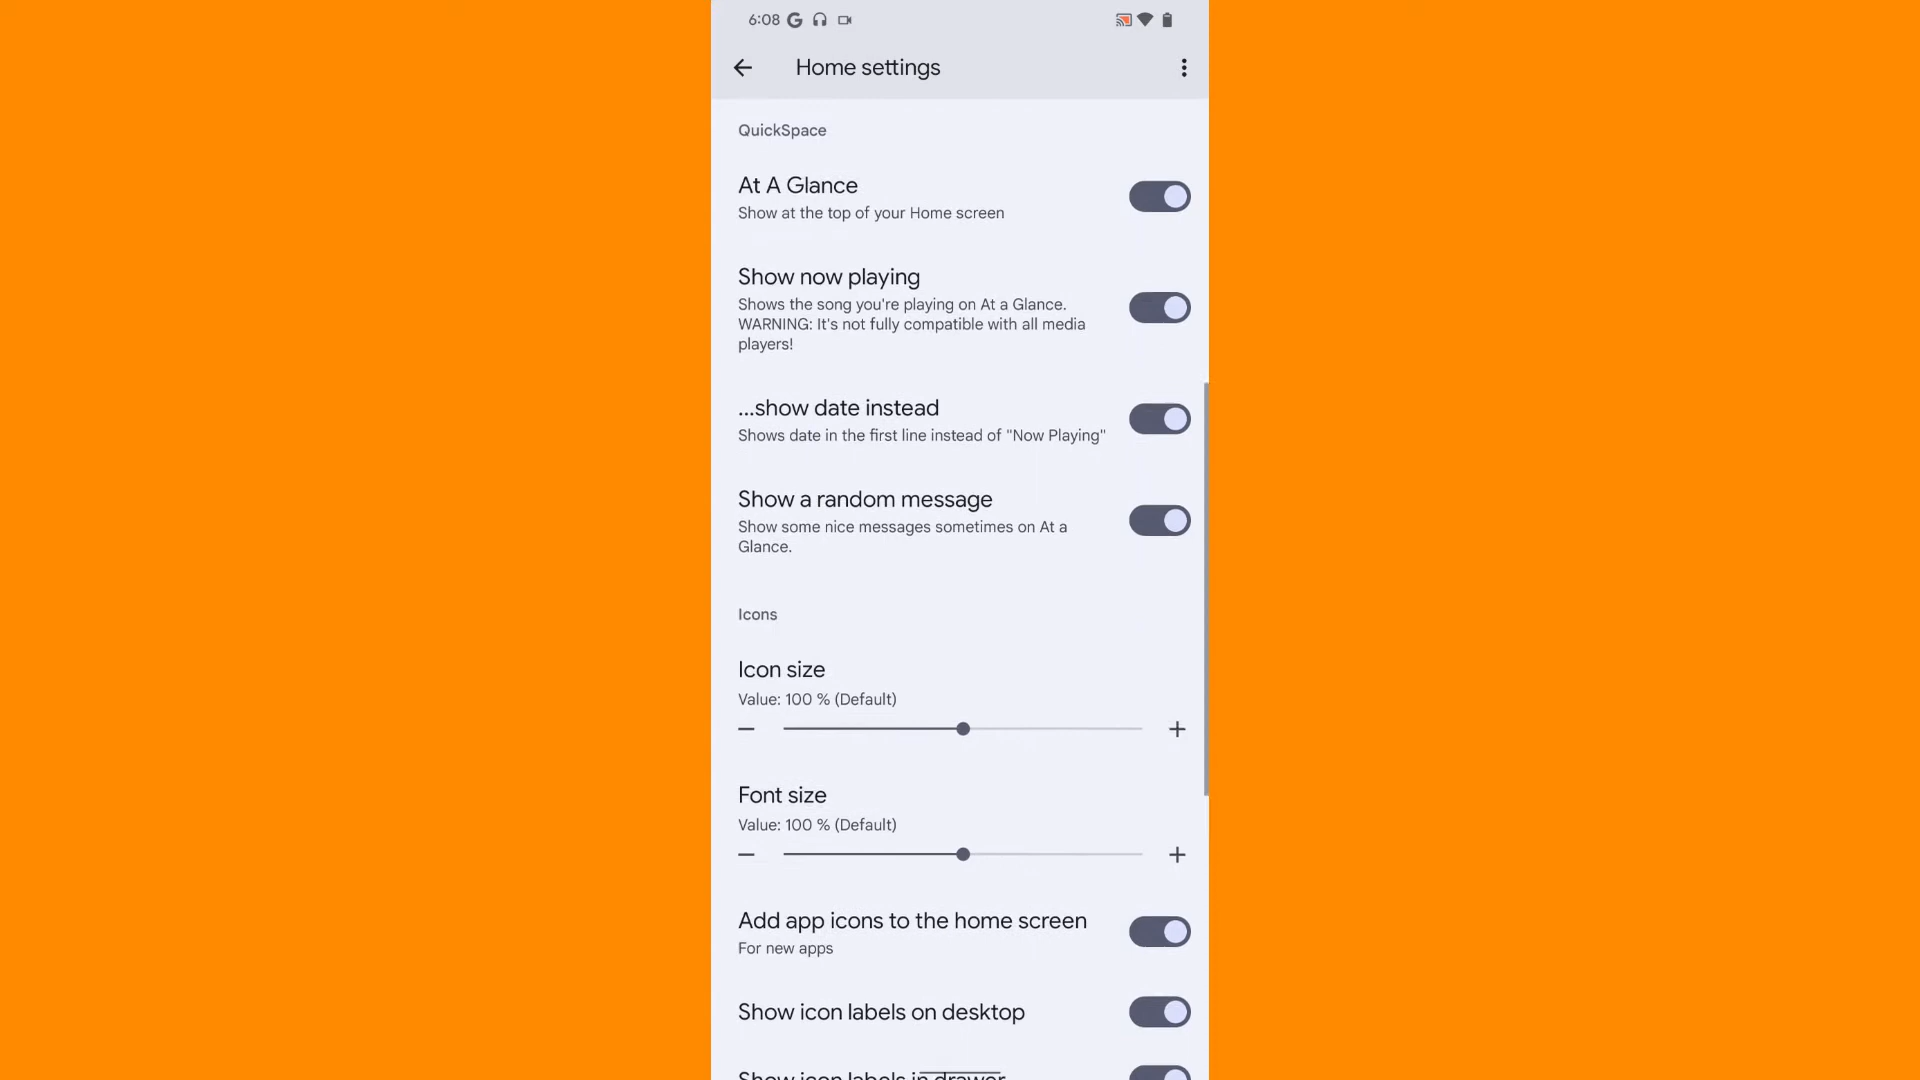 6:08
Home settings
QuickSpace
At A Glance
Show at the top of your Home screen
Show now playing
Shows the song you're playing on At a Glance.
WARNING: It's not fully compatible with all media
players!
...show date instead
Shows date in the first line instead of "Now Playing"
Show a random message
Show some nice messages sometimes on At a
Glance.
Icons
Icon size
Value: 100 % (Default)
Font size
Value: 100 % (Default)
Add app icons to the home screen
For new apps
Show icon labels on desktop
Show icon labels in drawer